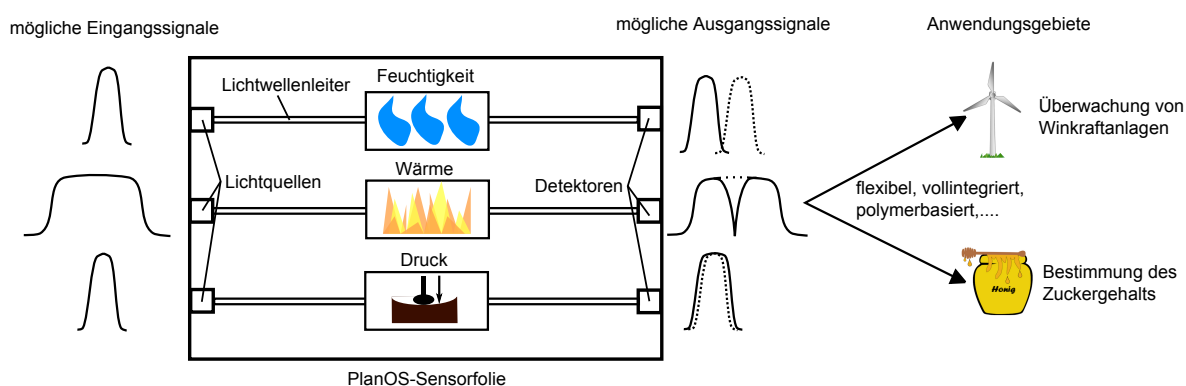 mögliche Eingangssignale
mögliche Ausgangssignale
Anwendungsgebiete
Lichtwellenleiter
Feuchtigkeit
Überwachung von
Winkraftanlagen
Lichtquellen
Wärme
Detektoren
flexibel, vollintegriert,
polymerbasiert,....
Druck
Honig
Bestimmung des
Zuckergehalts
PlanOS-Sensorfolie